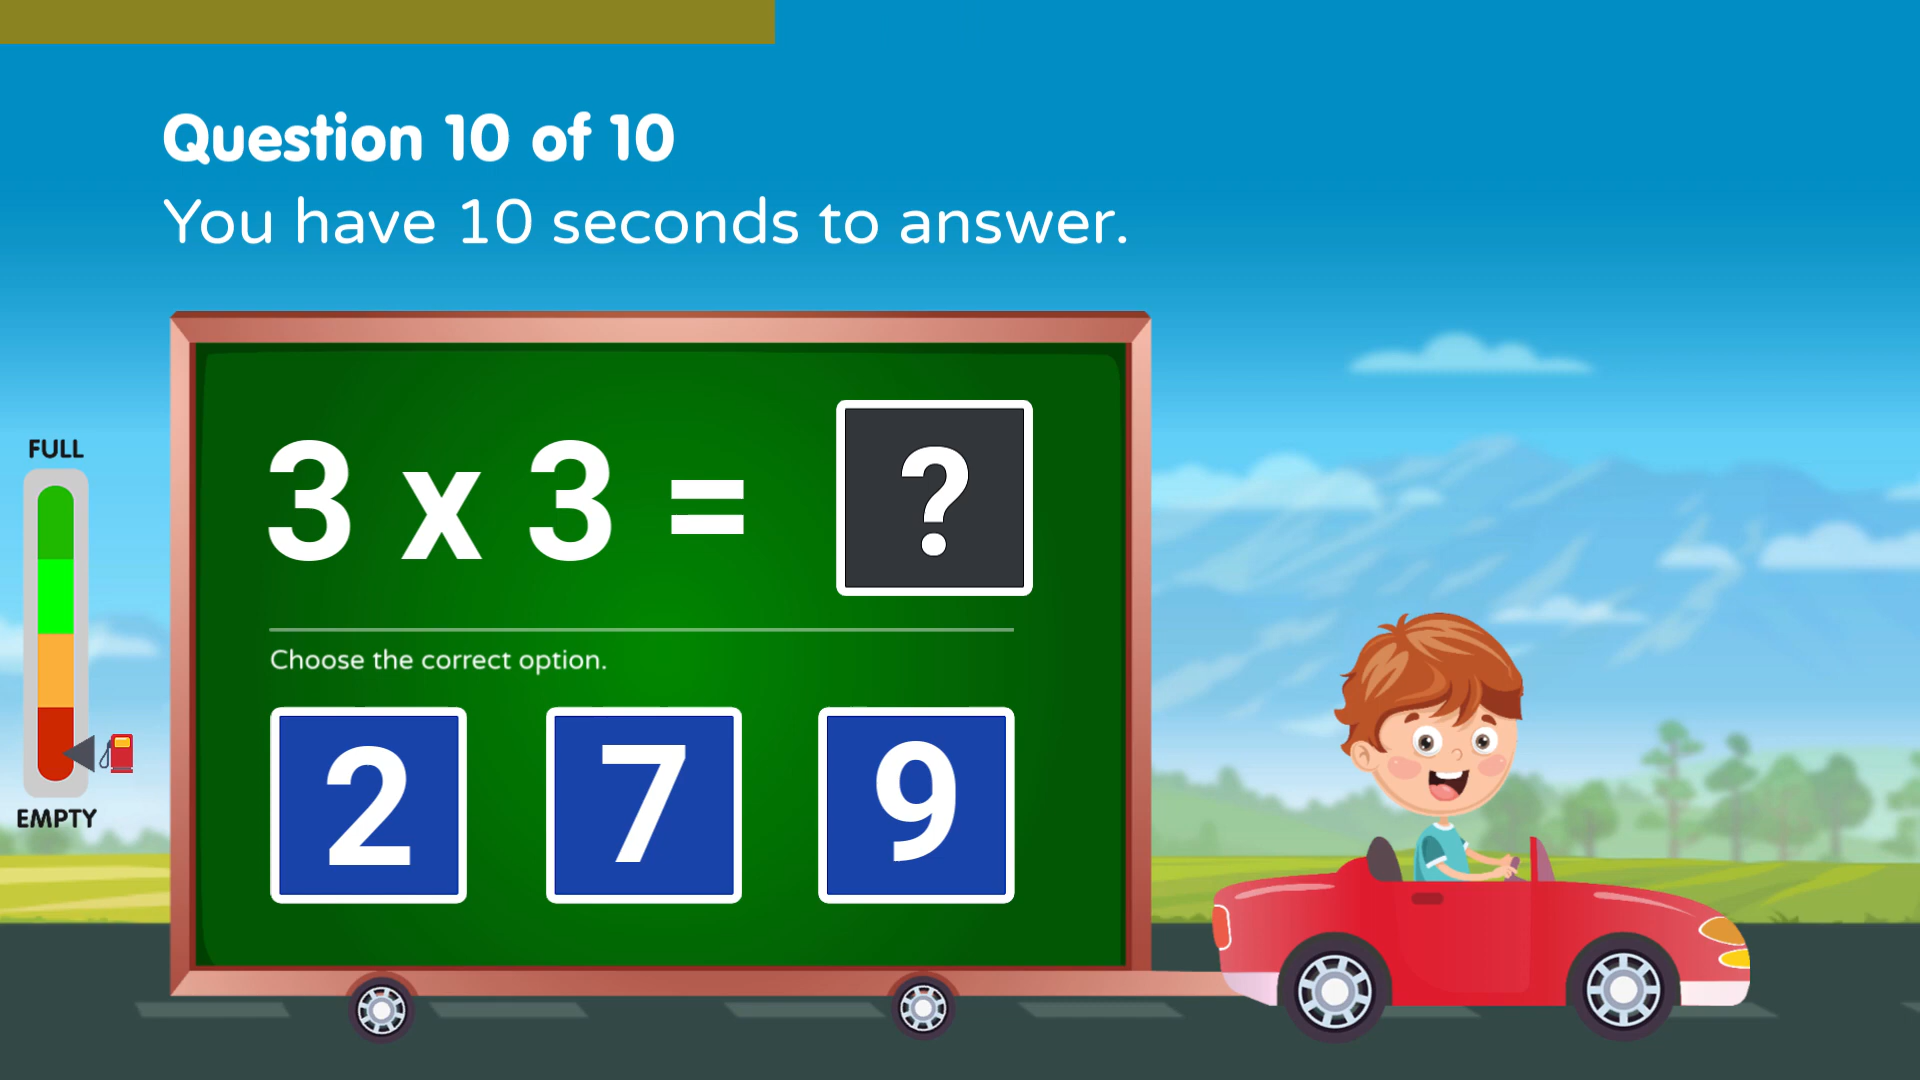 Question 10 of 10
You have 10 seconds to answer.
FULL
3 x 3 = ?
Choose the correct option.
2 7 9
EMPTY